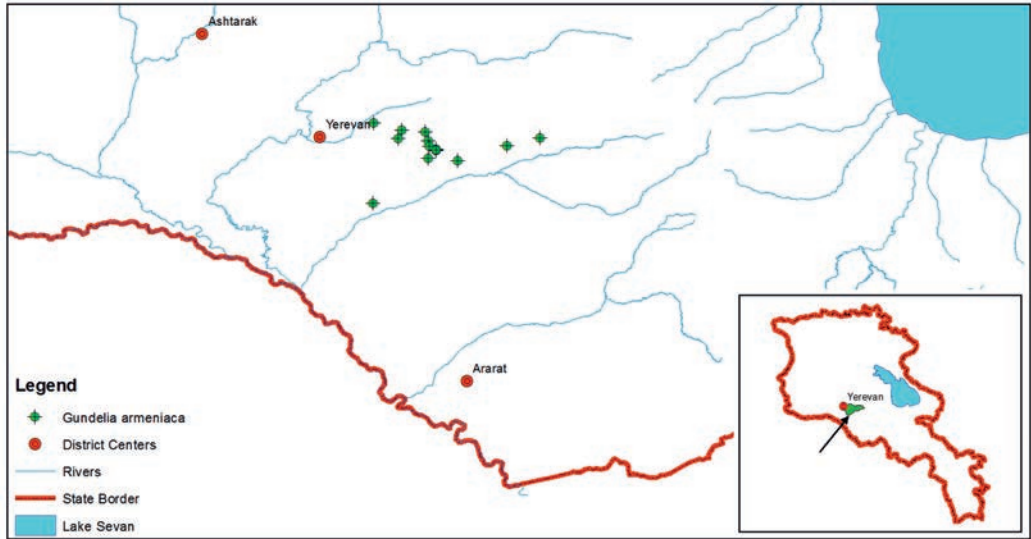 Ashtarak
Yerevan
Ararat
Legend
Gundelia armeniaca
District Centers
Rivers
State Border
Lake Sevan
Yerevan